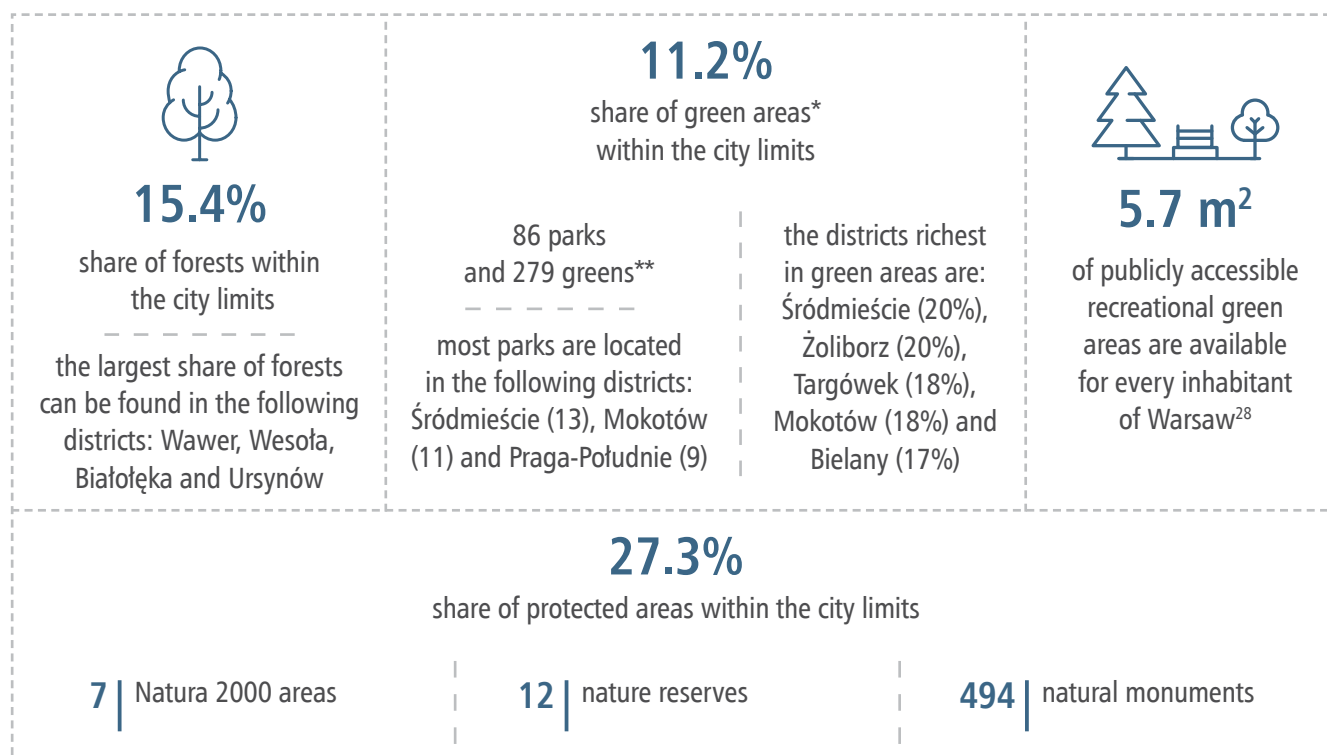 15.4%
share of forests within
the city limits
the largest share of forests
can be found in the following
districts: Wawer, Wesoła,
Białołęka and Ursynów
11.2%
share of green areas*
within the city limits
86 parks
and 279 greens**
most parks are located
in the following districts:
Śródmieście (13), Mokotów
(11) and Praga-Południe (9)
the districts richest
in green areas are:
Śródmieście (20%),
Żoliborz (20%),
Targówek (18%),
Mokotów (18%) and
Bielany (17%)
5.7 m²
of publicly accessible
recreational green
areas are available
for every inhabitant
of Warsaw²⁸
27.3%
share of protected areas within the city limits
7 Natura 2000 areas
12 nature reserves
494 natural monuments